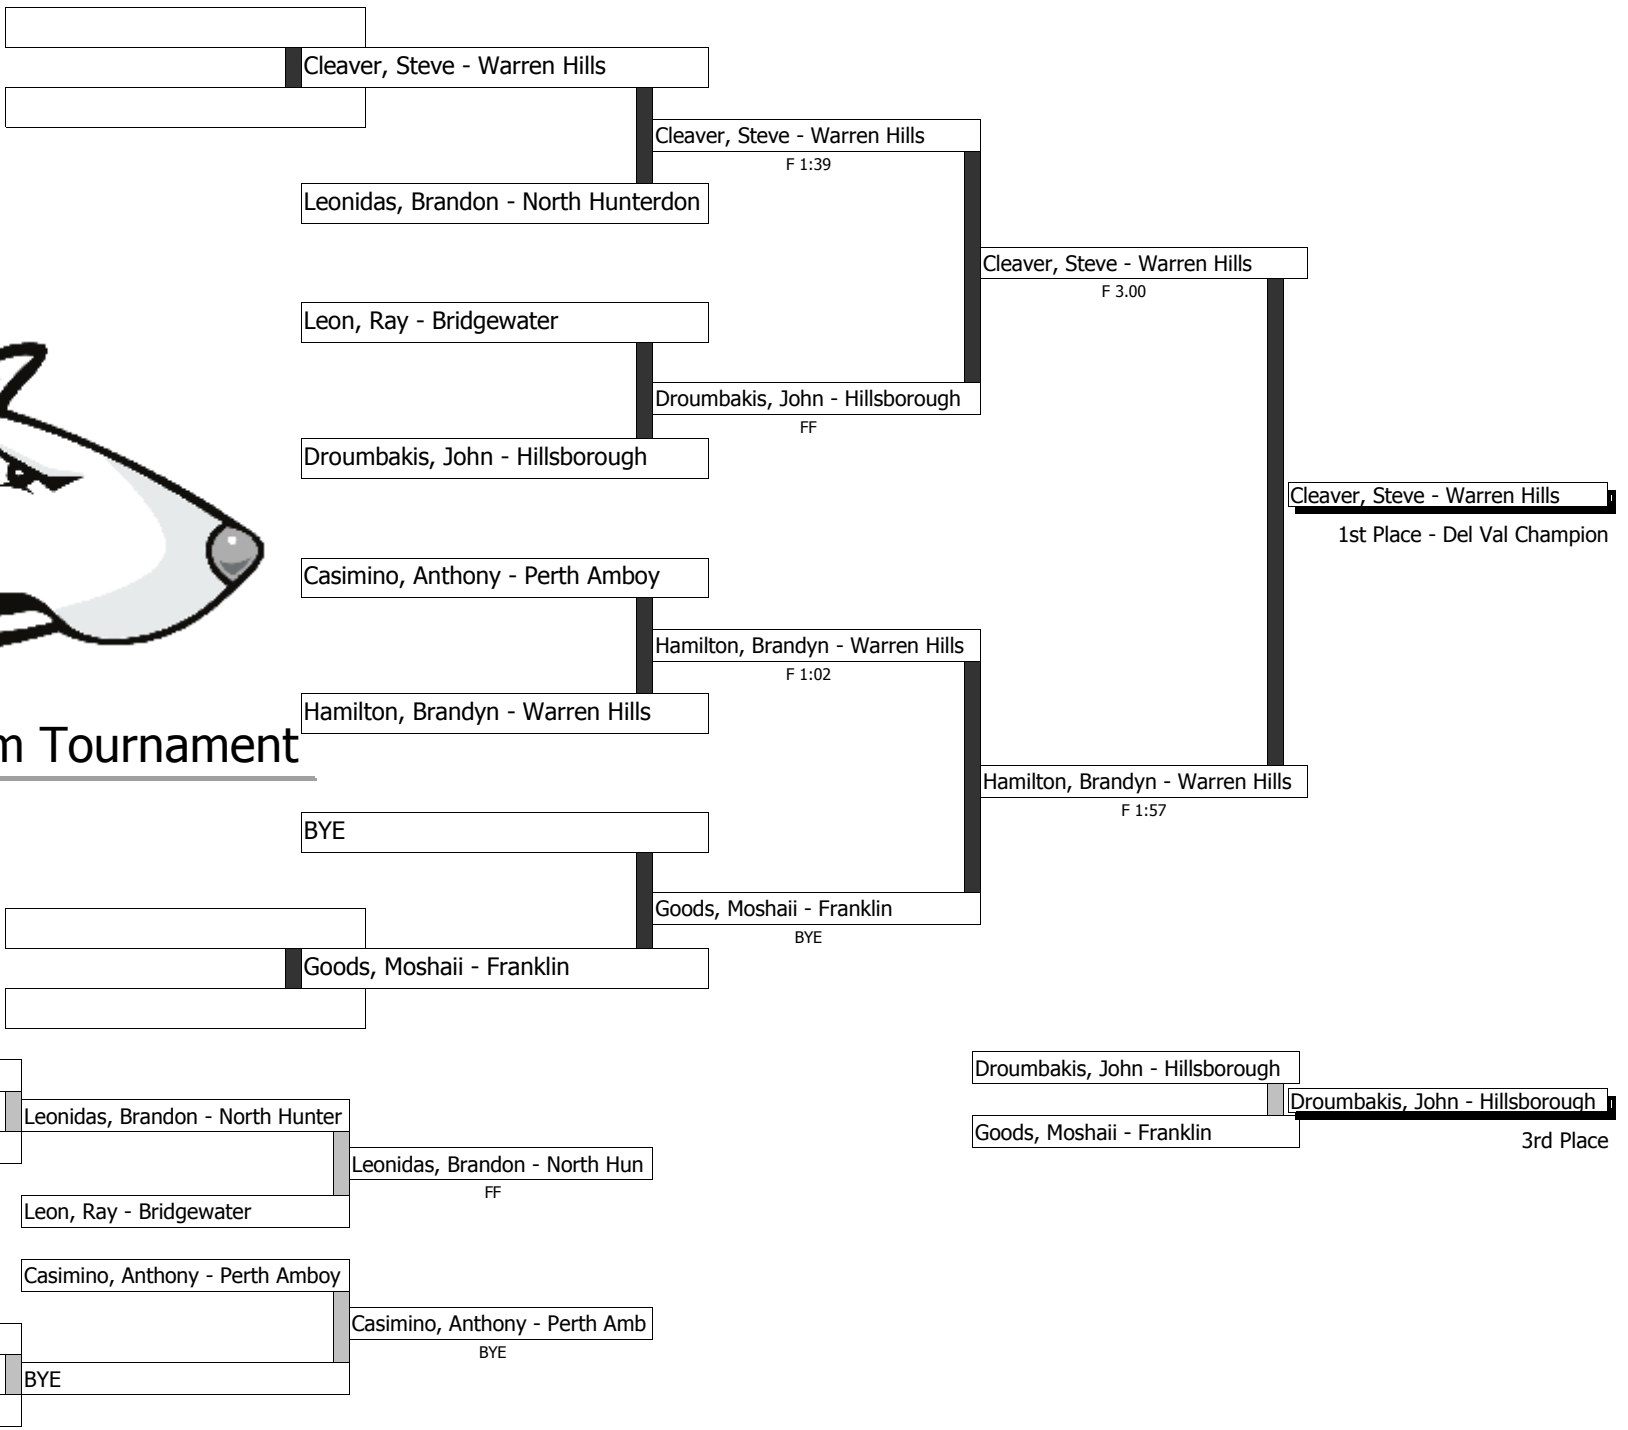 Cleaver, Steve - Warren Hills
Cleaver, Steve - Warren Hills
F 1:39
Leonidas, Brandon - North Hunterdon
Cleaver, Steve - Warren Hills
F 3.00
Leon, Ray - Bridgewater
Droumbakis, John - Hillsborough
FF
Droumbakis, John - Hillsborough
Cleaver, Steve - Warren Hills
1st Place - Del Val Champion
Casimino, Anthony - Perth Amboy
Hamilton, Brandyn - Warren Hills
F 1:02
Hamilton, Brandyn - Warren Hills
m Tournament
Hamilton, Brandyn - Warren Hills
F 1:57
BYE
Goods, Moshaii - Franklin
BYE
Goods, Moshaii - Franklin
Droumbakis, John - Hillsborough
Droumbakis, John - Hillsborough
Goods, Moshaii - Franklin
3rd Place
Leonidas, Brandon - North Hunter
Leonidas, Brandon - North Hun
FF
Leon, Ray - Bridgewater
Casimino, Anthony - Perth Amboy
Casimino, Anthony - Perth Amb
BYE
BYE